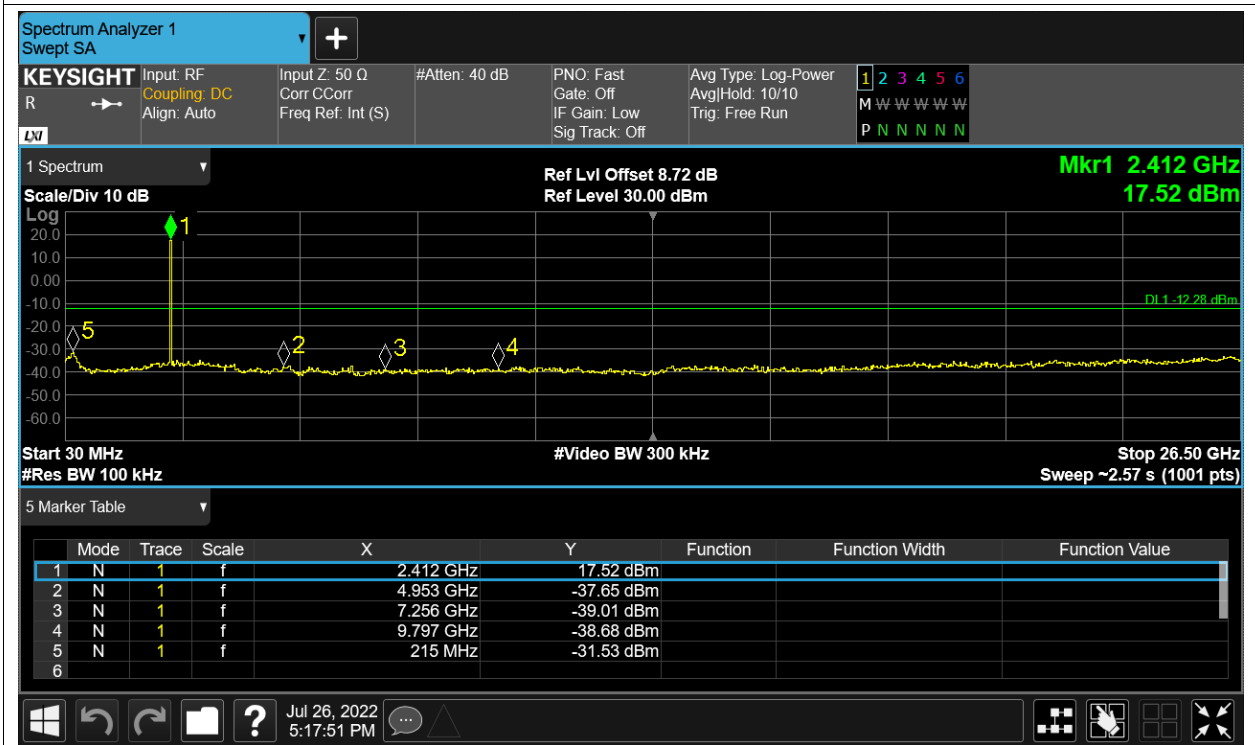 Spectrum Analyzer 1
Swept SA
KEYSIGHT Input: RF Input Z: 50 Ω #Atten: 40 dB PNO: Fast Avg Type: Log-Power 1 2 3 4 5 6
R Coupling: DC Corr CCorr Gate: Off Avg|Hold: 10/10 M W W W W W
Align: Auto Freq Ref: Int (S) IF Gain: Low Trig: Free Run
LXI Sig Track: Off P N N N N N
1 Spectrum Ref Lvl Offset 8.72 dB Mkr1 2.412 GHz
Scale/Div 10 dB Ref Level 30.00 dBm 17.52 dBm
Log
20.0 1
10.0
0.00
-10.0 DL1 -12.28 dBm
-20.0 5
-30.0 2 3 4
-40.0
-50.0
-60.0
Start 30 MHz #Video BW 300 kHz Stop 26.50 GHz
#Res BW 100 kHz Sweep ~2.57 s (1001 pts)
5 Marker Table
Mode Trace Scale X Y Function Function Width Function Value
1 N 1 f 2.412 GHz 17.52 dBm
2 N 1 f 4.953 GHz -37.65 dBm
3 N 1 f 7.256 GHz -39.01 dBm
4 N 1 f 9.797 GHz -38.68 dBm
5 N 1 f 215 MHz -31.53 dBm
6
? Jul 26, 2022
5:17:51 PM